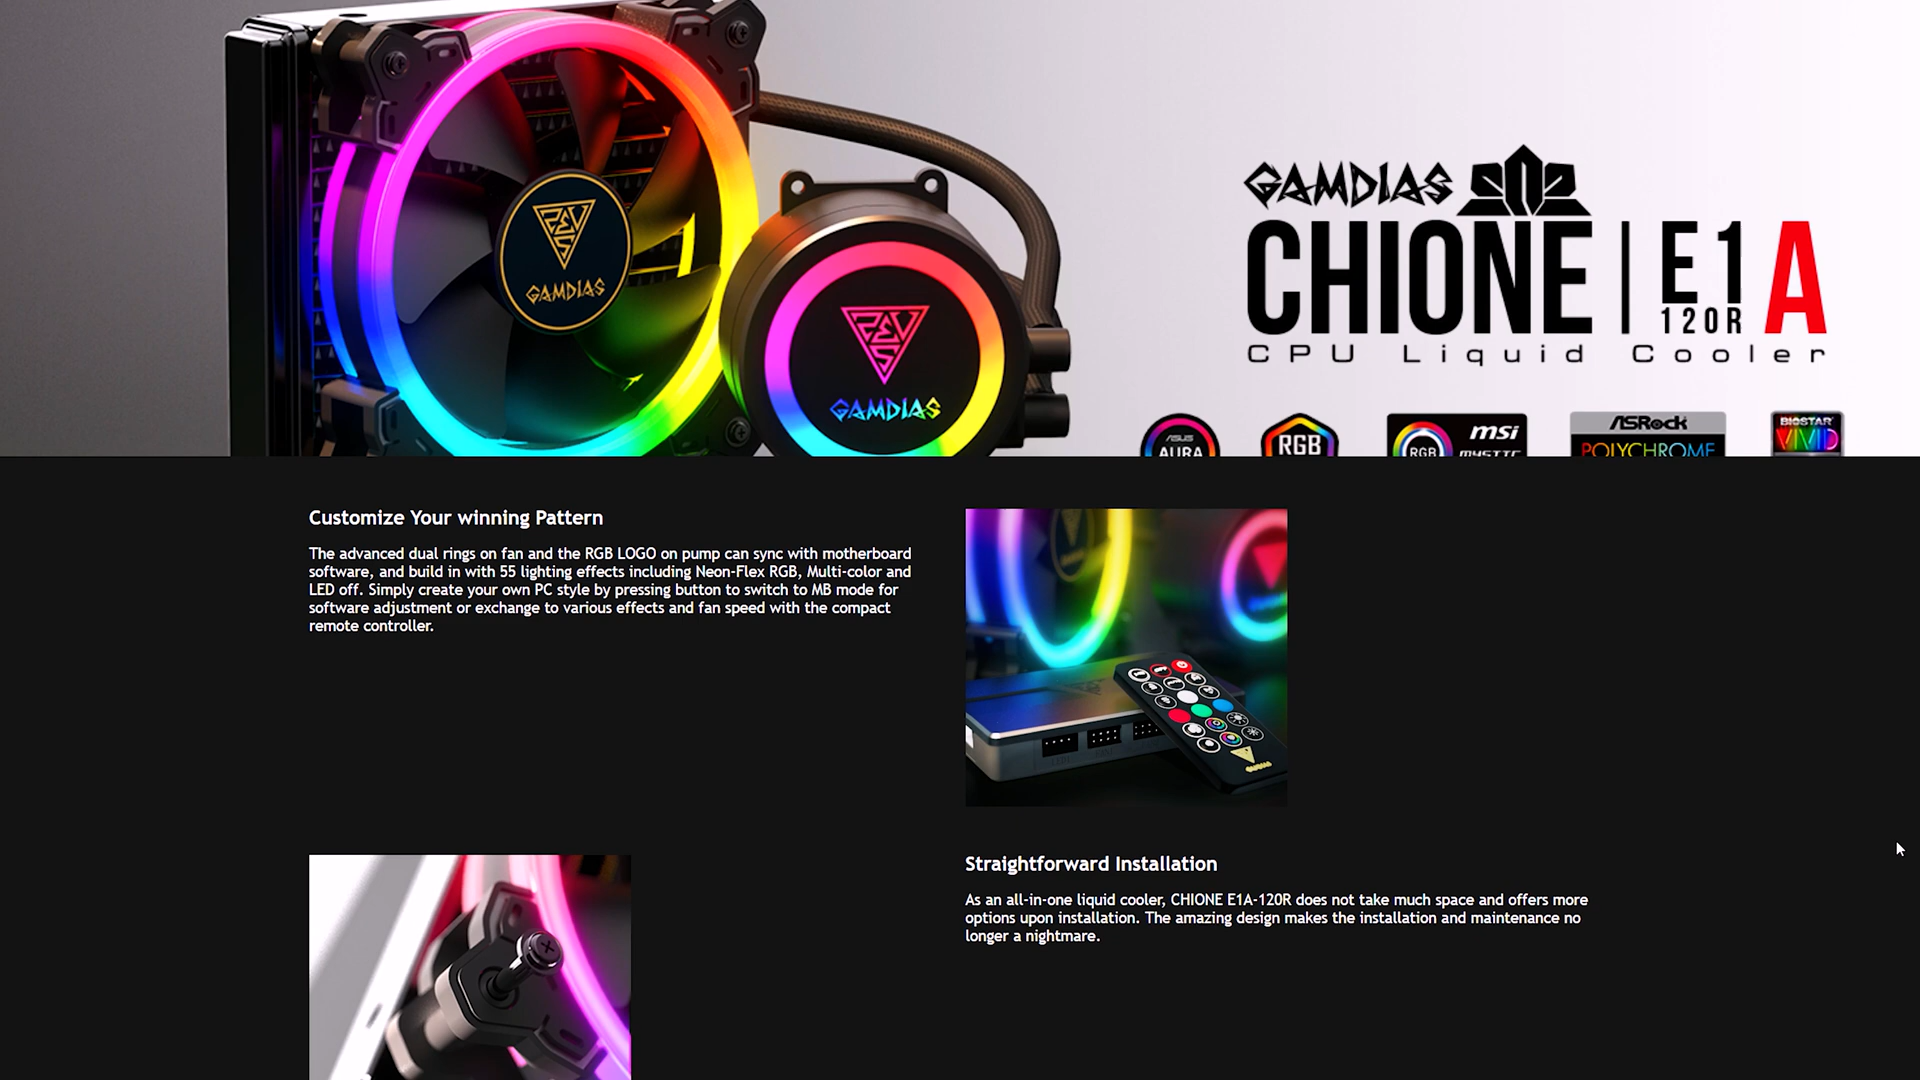 GAMDIAS
CHIONE | E1 A
120R
CPU Liquid Cooler
GAMDIAS
GAMDIAS
ASUS
AURA
RGB
RGB
msi
MYSTIC
ASRock
POLYCHROME
BIOSTAR
VIVID
Customize Your winning Pattern
The advanced dual rings on fan and the RGB LOGO on pump can sync with motherboard
software, and build in with 55 lighting effects including Neon-Flex RGB, Multi-color and
LED off. Simply create your own PC style by pressing button to switch to MB mode for
software adjustment or exchange to various effects and fan speed with the compact
remote controller.
Straightforward Installation
As an all-in-one liquid cooler, CHIONE E1A-120R does not take much space and offers more
options upon installation. The amazing design makes the installation and maintenance no
longer a nightmare.